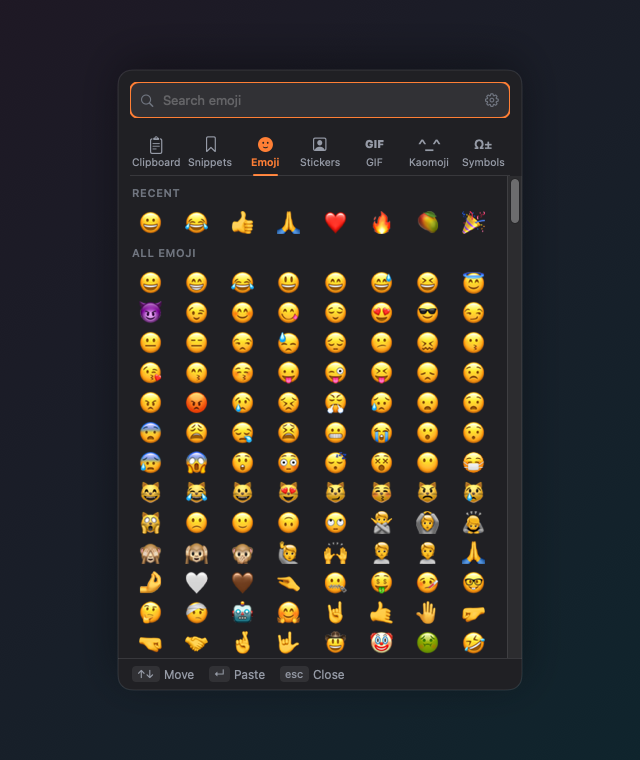 Search emoji
Clipboard Snippets Emoji Stickers GIF GIF ^_^ Kaomoji Ω± Symbols
RECENT
ALL EMOJI
↑↓ Move ↵ Paste esc Close